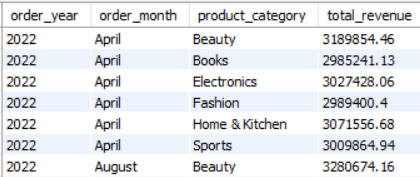 order_year order_month product_category total_revenue
2022 April Beauty 3189854.46
2022 April Books 2985241.13
2022 April Electronics 3027428.06
2022 April Fashion 2989400.4
2022 April Home & Kitchen 3071556.68
2022 April Sports 3009864.94
2022 August Beauty 3280674.16